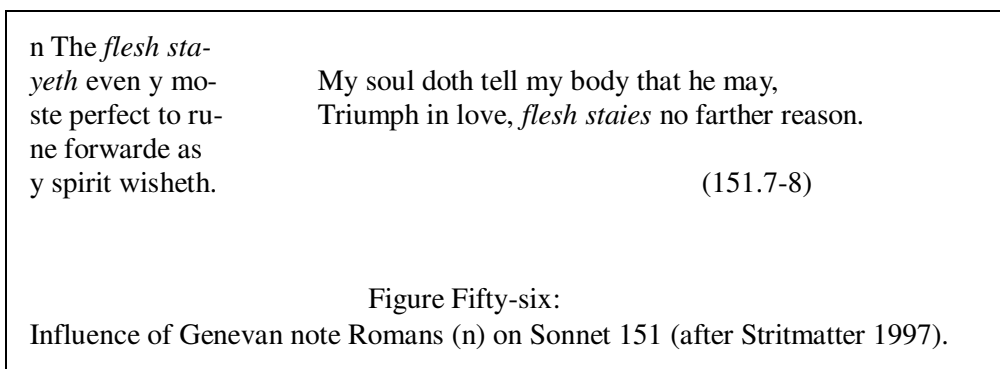 n The flesh sta-
yeth even y mo-
ste perfect to ru-
ne forwarde as
y spirit wisheth.
My soul doth tell my body that he may,
Triumph in love, flesh staies no farther reason.
(151.7-8)
Figure Fifty-six:
Influence of Genevan note Romans (n) on Sonnet 151 (after Stritmatter 1997).